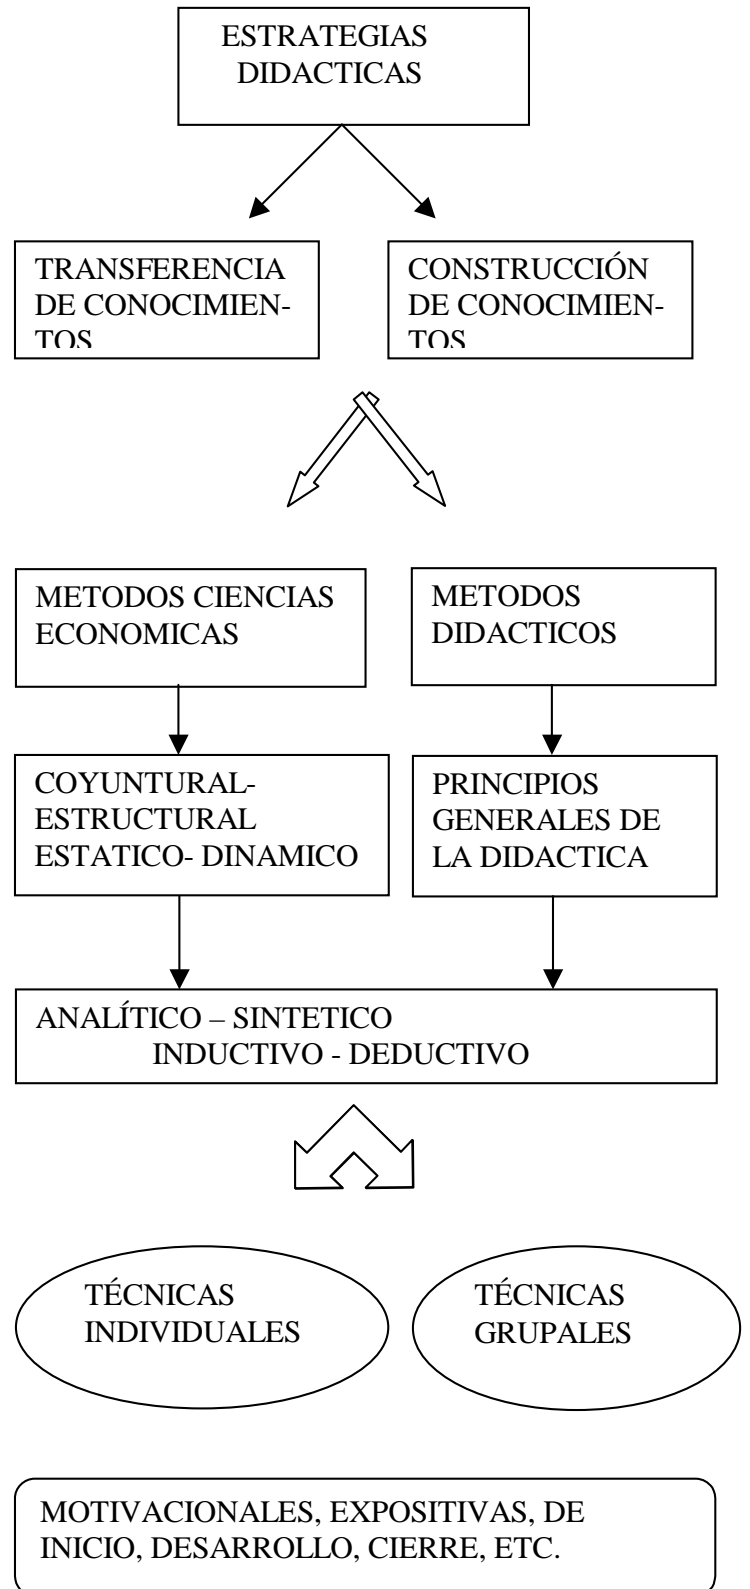 ESTRATEGIAS
DIDACTICAS
TRANSFERENCIA
DE CONOCIMIEN-
TOS
CONSTRUCCIÓN
DE CONOCIMIEN-
TOS
METODOS CIENCIAS
ECONOMICAS
METODOS
DIDACTICOS
COYUNTURAL-
ESTRUCTURAL
ESTATICO- DINAMICO
PRINCIPIOS
GENERALES DE
LA DIDACTICA
ANALÍTICO – SINTETICO
INDUCTIVO - DEDUCTIVO
TÉCNICAS
INDIVIDUALES
TÉCNICAS
GRUPALES
MOTIVACIONALES, EXPOSITIVAS, DE
INICIO, DESARROLLO, CIERRE, ETC.